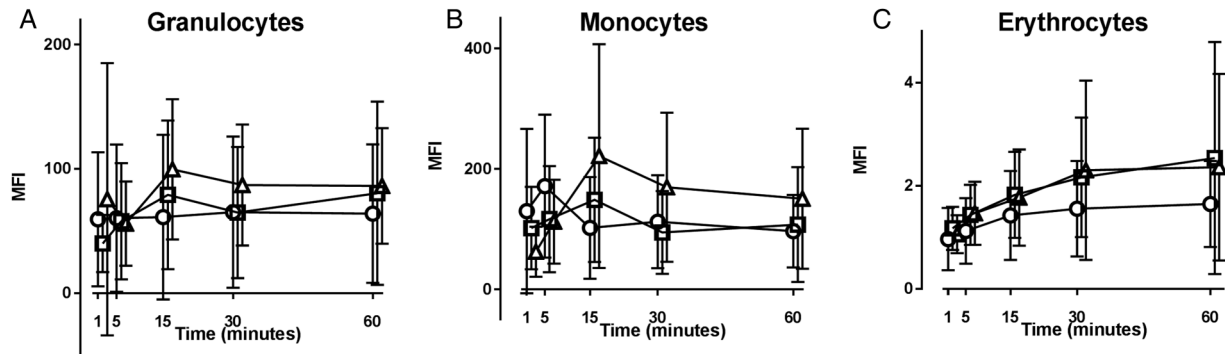 A Granulocytes
200
100
0
MFI
1 5 15 30 60
Time (minutes)
B Monocytes
400
200
0
MFI
1 5 15 30 60
Time (minutes)
C Erythrocytes
4
2
0
MFI
1 5 15 30 60
Time (minutes)